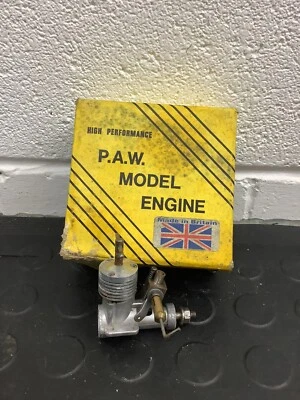 HIGH PERFORMANCE
P.A.W.
MODEL
ENGINE
Made in Britain